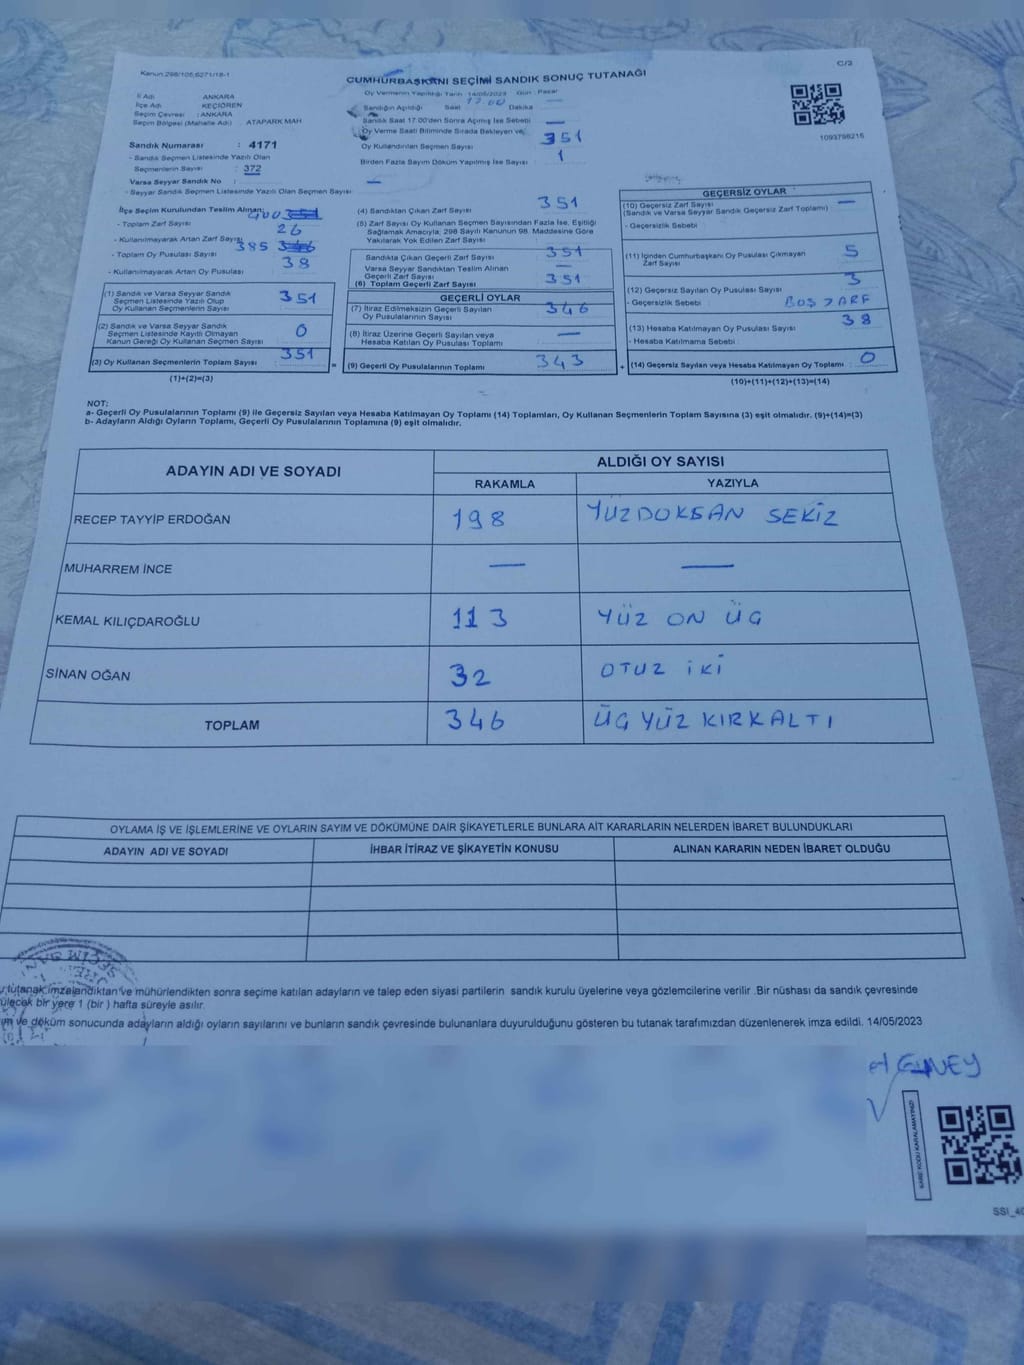 Kanun:298/105;6271/18-1
C/3
CUMHURBAŞKANI SEÇİMİ SANDIK SONUÇ TUTANAĞI
İl Adı ANKARA
İlçe Adı KEÇİÖREN
Seçim Çevresi : ANKARA
Seçim Bölgesi (Mahalle Adı) : ATAPARK MAH
Oy Vermenin Yapıldığı Tarih : 14/05/2023 Gün : Pazar
Sandığın Açıldığı Saat 17:00 Dakika —
Sandık Saat 17:00'den Sonra Açılmış İse Sebebi —
Oy Verme Saati Bitiminde Sırada Bekleyen ve
Oy Kullandırılan Seçmen Sayısı 351
Birden Fazla Sayım Döküm Yapılmış İse Sayısı 1
1093798215
Sandık Numarası : 4171
- Sandık Seçmen Listesinde Yazılı Olan
Seçmenlerin Sayısı : 372
Varsa Seyyar Sandık No :
- Seyyar Sandık Seçmen Listesinde Yazılı Olan Seçmen Sayısı : —
İlçe Seçim Kurulundan Teslim Alınan:
- Toplam Zarf Sayısı 400
- Kullanılmayarak Artan Zarf Sayısı 26
- Toplam Oy Pusulası Sayısı 385
- Kullanılmayarak Artan Oy Pusulası 38
(1) Sandık ve Varsa Seyyar Sandık
Seçmen Listesinde Yazılı Olup
Oy Kullanan Seçmenlerin Sayısı 351
(2) Sandık ve Varsa Seyyar Sandık
Seçmen Listesinde Kayıtlı Olmayan
Kanun Gereği Oy Kullanan Seçmen Sayısı 0
(3) Oy Kullanan Seçmenlerin Toplam Sayısı 351
(1)+(2)=(3)
(4) Sandıktan Çıkan Zarf Sayısı 351
(5) Zarf Sayısı Oy Kullanan Seçmen Sayısından Fazla İse, Eşitliği
Sağlamak Amacıyla, 298 Sayılı Kanunun 98. Maddesine Göre
Yakılarak Yok Edilen Zarf Sayısı
Sandıkta Çıkan Geçerli Zarf Sayısı 351
Varsa Seyyar Sandıktan Teslim Alınan
Geçerli Zarf Sayısı —
(6) Toplam Geçerli Zarf Sayısı 351
GEÇERLİ OYLAR
(7) İtiraz Edilmeksizin Geçerli Sayılan
Oy Pusulalarının Sayısı 346
(8) İtiraz Üzerine Geçerli Sayılan veya
Hesaba Katılan Oy Pusulası Toplamı —
(9) Geçerli Oy Pusulalarının Toplamı 343
GEÇERSİZ OYLAR
(10) Geçersiz Zarf Sayısı
(Sandık ve Varsa Seyyar Sandık Geçersiz Zarf Toplamı) —
- Geçersizlik Sebebi :
(11) İçinden Cumhurbaşkanı Oy Pusulası Çıkmayan
Zarf Sayısı 5
(12) Geçersiz Sayılan Oy Pusulası Sayısı 3
- Geçersizlik Sebebi : BOŞ ZARF
(13) Hesaba Katılmayan Oy Pusulası Sayısı 38
- Hesaba Katılmama Sebebi :
(14) Geçersiz Sayılan veya Hesaba Katılmayan Oy Toplamı : 0
(10)+(11)+(12)+(13)=(14)
NOT:
a- Geçerli Oy Pusulalarının Toplamı (9) ile Geçersiz Sayılan veya Hesaba Katılmayan Oy Toplamı (14) Toplamları, Oy Kullanan Seçmenlerin Toplam Sayısına (3) eşit olmalıdır. (9)+(14)=(3)
b- Adayların Aldığı Oyların Toplamı, Geçerli Oy Pusulalarının Toplamına (9) eşit olmalıdır.
ADAYIN ADI VE SOYADI
ALDIĞI OY SAYISI
RAKAMLA YAZIYLA
RECEP TAYYİP ERDOĞAN 198 YÜZDOKSAN SEKİZ
MUHARREM İNCE — —
KEMAL KILIÇDAROĞLU 113 YÜZ ON ÜÇ
SİNAN OĞAN 32 OTUZ İKİ
TOPLAM 346 ÜÇ YÜZ KIRKALTI
OYLAMA İŞ VE İŞLEMLERİNE VE OYLARIN SAYIM VE DÖKÜMÜNE DAİR ŞİKAYETLERLE BUNLARA AİT KARARLARIN NELERDEN İBARET BULUNDUKLARI
ADAYIN ADI VE SOYADI İHBAR İTİRAZ VE ŞİKAYETİN KONUSU ALINAN KARARIN NEDEN İBARET OLDUĞU
tutanak imzalandıktan ve mühürlendikten sonra seçime katılan adayların ve talep eden siyasi partilerin sandık kurulu üyelerine veya gözlemcilerine verilir .Bir nüshası da sandık çevresinde
bir yere 1 (bir ) hafta süreyle asılır.
ve döküm sonucunda adayların aldığı oyların sayılarını ve bunların sandık çevresinde bulunanlara duyurulduğunu gösteren bu tutanak tarafımızdan düzenlenerek imza edildi. 14/05/2023
GÜNEY
KARE KODU KARALAMAYINIZ!